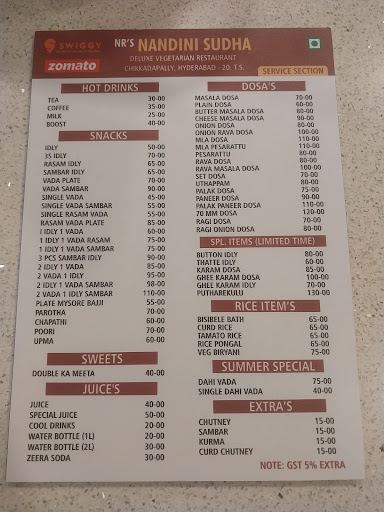 SWIGGY
zomato
NR'S NANDINI SUDHA
DELUXE VEGETARIAN RESTAURANT
CHIKKADAPALLY, HYDERABAD - 20. T.S.
SERVICE SECTION
HOT DRINKS
TEA 30-00
COFFEE 35-00
MILK 25-00
BOOST 40-00
SNACKS
IDLY 50-00
3S IDLY 70-00
RASAM IDLY 65-00
SAMBAR IDLY 65-00
VADA PLATE 70-00
VADA SAMBAR 90-00
SINGLE VADA 45-00
SINGLE VADA SAMBAR 55-00
SINGLE RASAM VADA 55-00
RASAM VADA PLATE 85-00
1 IDLY 1 VADA 60-00
1 IDLY 1 VADA RASAM 75-00
1 IDLY 1 VADA SAMBAR 75-00
3 PCS SAMBAR IDLY 90-00
2 IDLY 1 VADA 85-00
2 VADA 1 IDLY 95-00
2 IDLY 1 VADA SAMBAR 98-00
2 VADA 1 IDLY SAMBAR 110-00
PLATE MYSORE BAJJI 55-00
PAROTHA 70-00
CHAPATHI 60-00
POORI 70-00
UPMA 60-00
SWEETS
DOUBLE KA MEETA 40-00
JUICE'S
JUICE 40-00
SPECIAL JUICE 50-00
COOL DRINKS 20-00
WATER BOTTLE (1L) 20-00
WATER BOTTLE (2L) 30-00
ZEERA SODA 30-00
DOSA'S
MASALA DOSA 70-00
PLAIN DOSA 60-00
BUTTER MASALA DOSA 80-00
CHEESE MASALA DOSA 90-00
ONION DOSA 80-00
ONION RAVA DOSA 100-00
MLA DOSA 100-00
MLA PESARATTU 110-00
PESARATTU 80-00
RAVA DOSA 80-00
RAVA MASALA DOSA 100-00
SET DOSA 70-00
UTHAPPAM 80-00
PALAK DOSA 75-00
PANEER DOSA 90-00
PALAK PANEER DOSA 110-00
70 MM DOSA 120-00
RAGI DOSA 70-00
RAGI ONION DOSA 80-00
SPL. ITEMS (LIMITED TIME)
BUTTON IDLY 80-00
THATTE IDLY 60-00
KARAM DOSA 85-00
GHEE KARAM DOSA 100-00
GHEE KARAM IDLY 70-00
PUTHAREKULU 130-00
RICE ITEM'S
BISIBELE BATH 65-00
CURD RICE 65-00
TAMATO RICE 65-00
RICE PONGAL 65-00
VEG BIRYANI 75-00
SUMMER SPECIAL
DAHI VADA 75-00
SINGLE DAHI VADA 40-00
EXTRA'S
CHUTNEY 15-00
SAMBAR 15-00
KURMA 15-00
CURD CHUTNEY 15-00
NOTE: GST 5% EXTRA